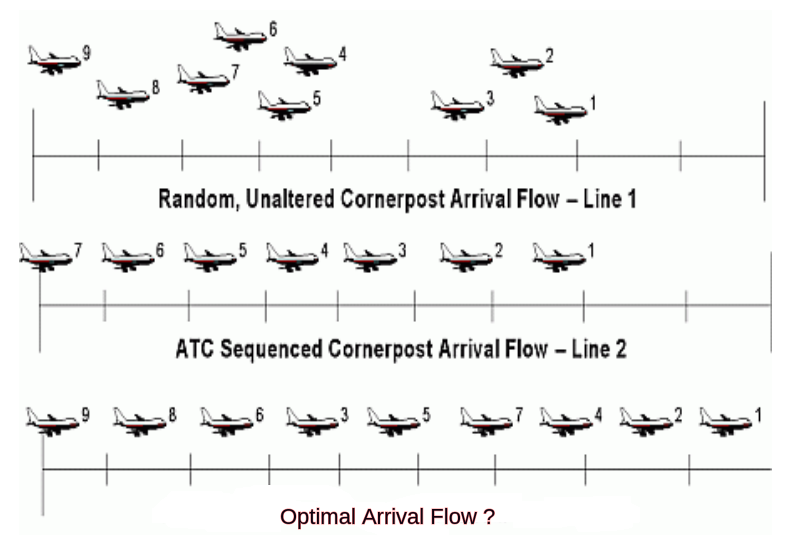 6
9 4 2
7
8
5 3 1
Random, Unaltered Cornerpost Arrival Flow – Line 1
7 6 5 4 3 2 1
ATC Sequenced Cornerpost Arrival Flow – Line 2
9 8 6 3 5 7 4 2 1
Optimal Arrival Flow ?